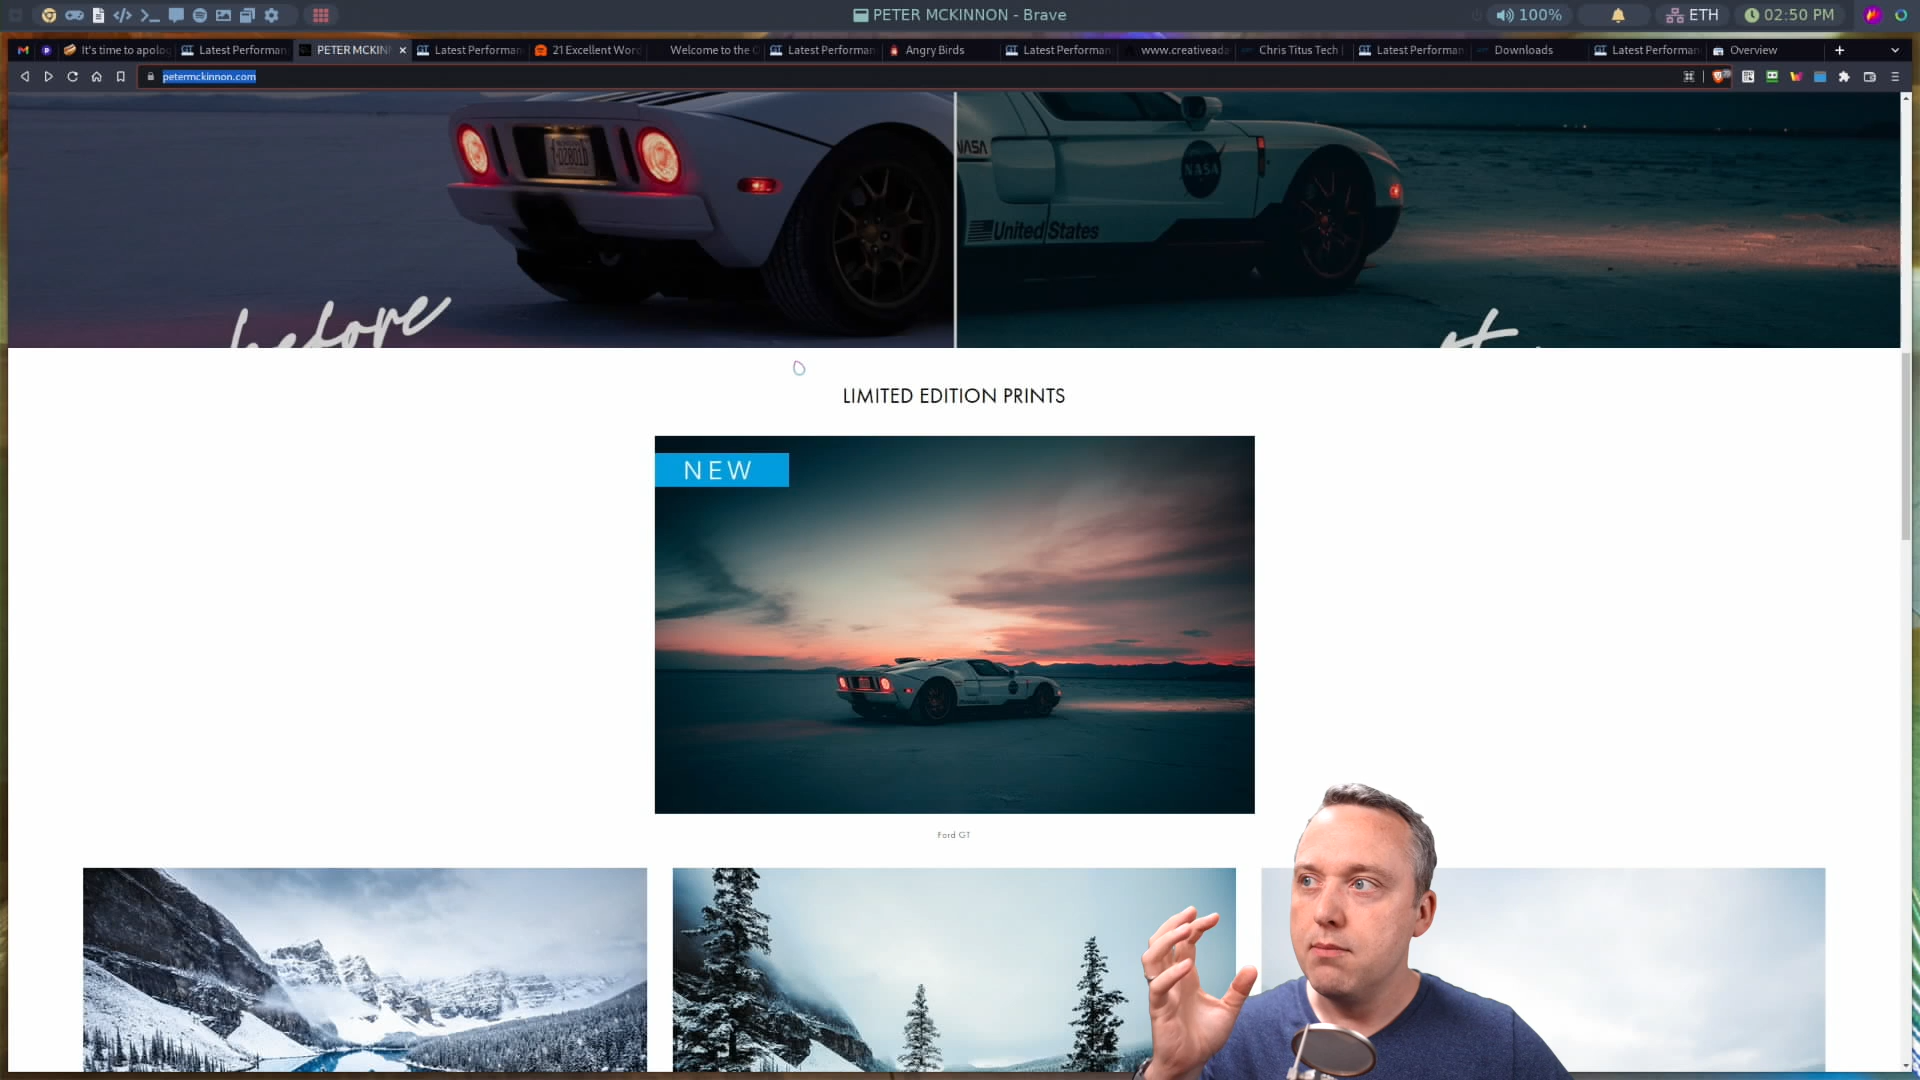 PETER MCKINNON - Brave
100%
ETH
02:50 PM
It's time to apolog
Latest Performan
PETER MCKIN
Latest Performan
21 Excellent Word
Welcome to the C
Latest Performan
Angry Birds
Latest Performan
www.creativeada
Chris Titus Tech |
Latest Performan
Downloads
Latest Performan
Overview
petermckinnon.com
NASA
NASA
United States
before
LIMITED EDITION PRINTS
NEW
Ford GT